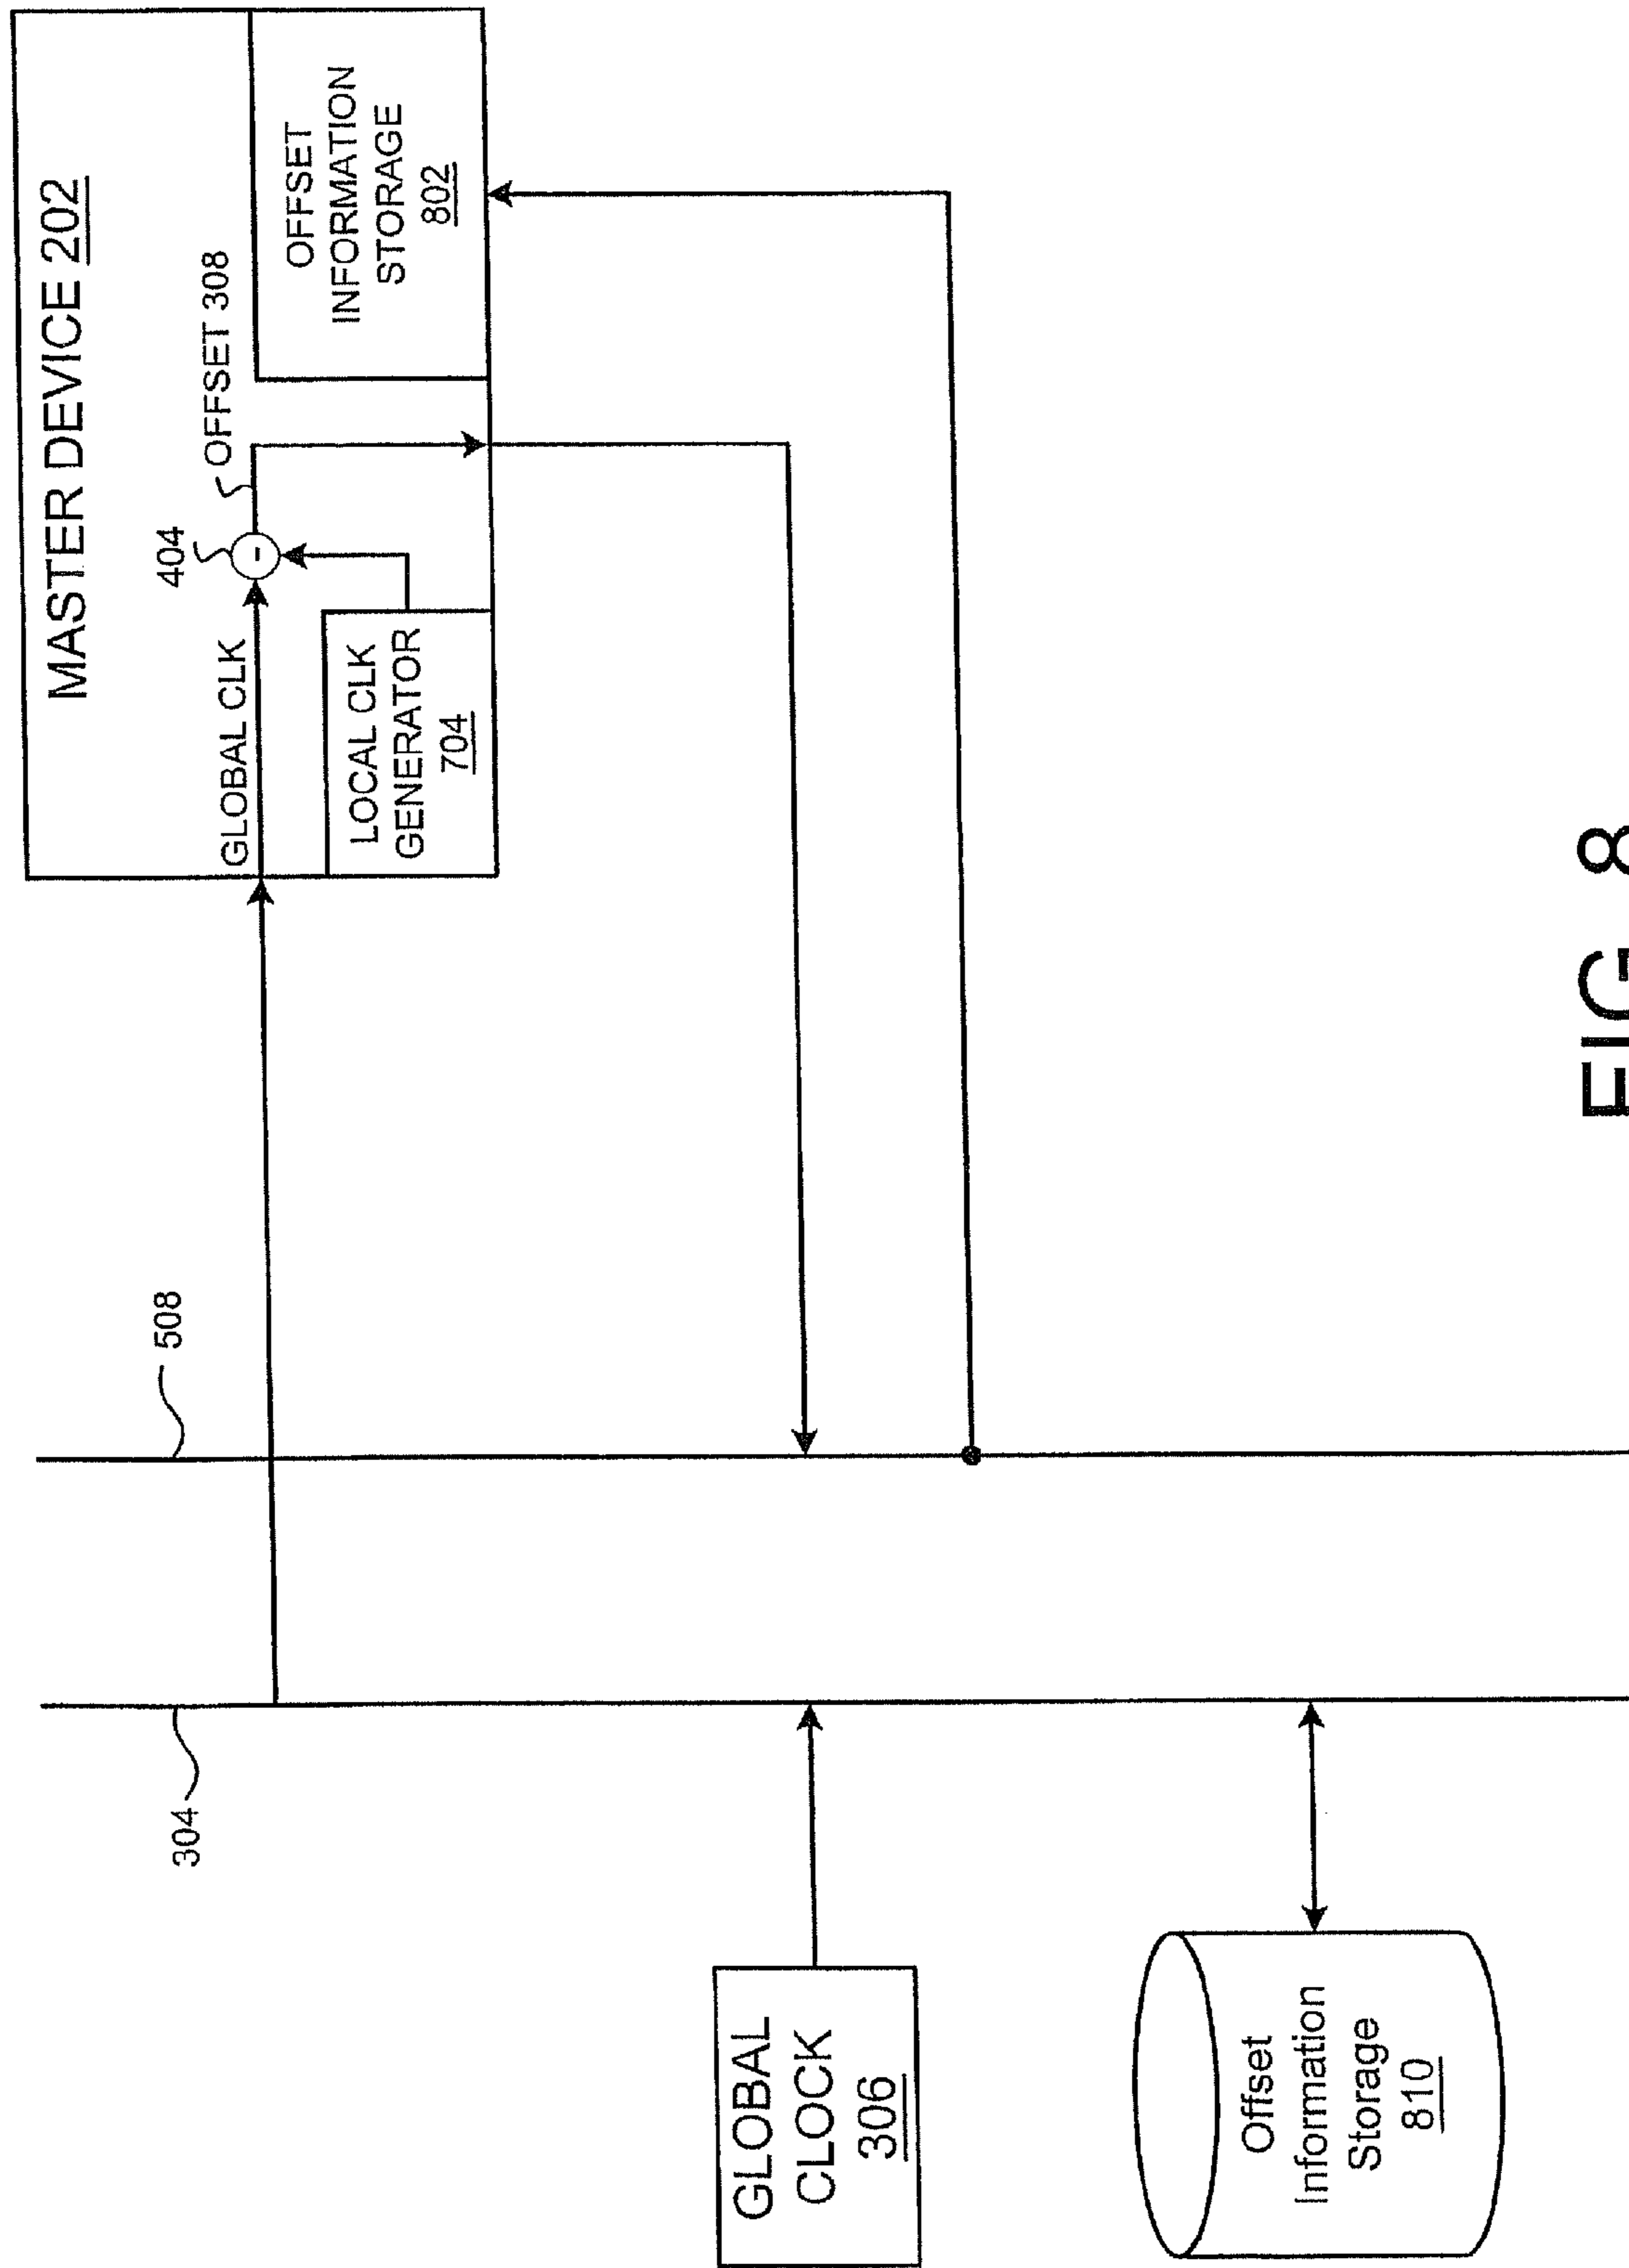 MASTER DEVICE 202
GLOBAL CLK
404
OFFSET 308
LOCAL CLK
GENERATOR
704
OFFSET
INFORMATION
STORAGE
802
304
508
GLOBAL
CLOCK
306
Offset
Information
Storage
810
FIG. 8